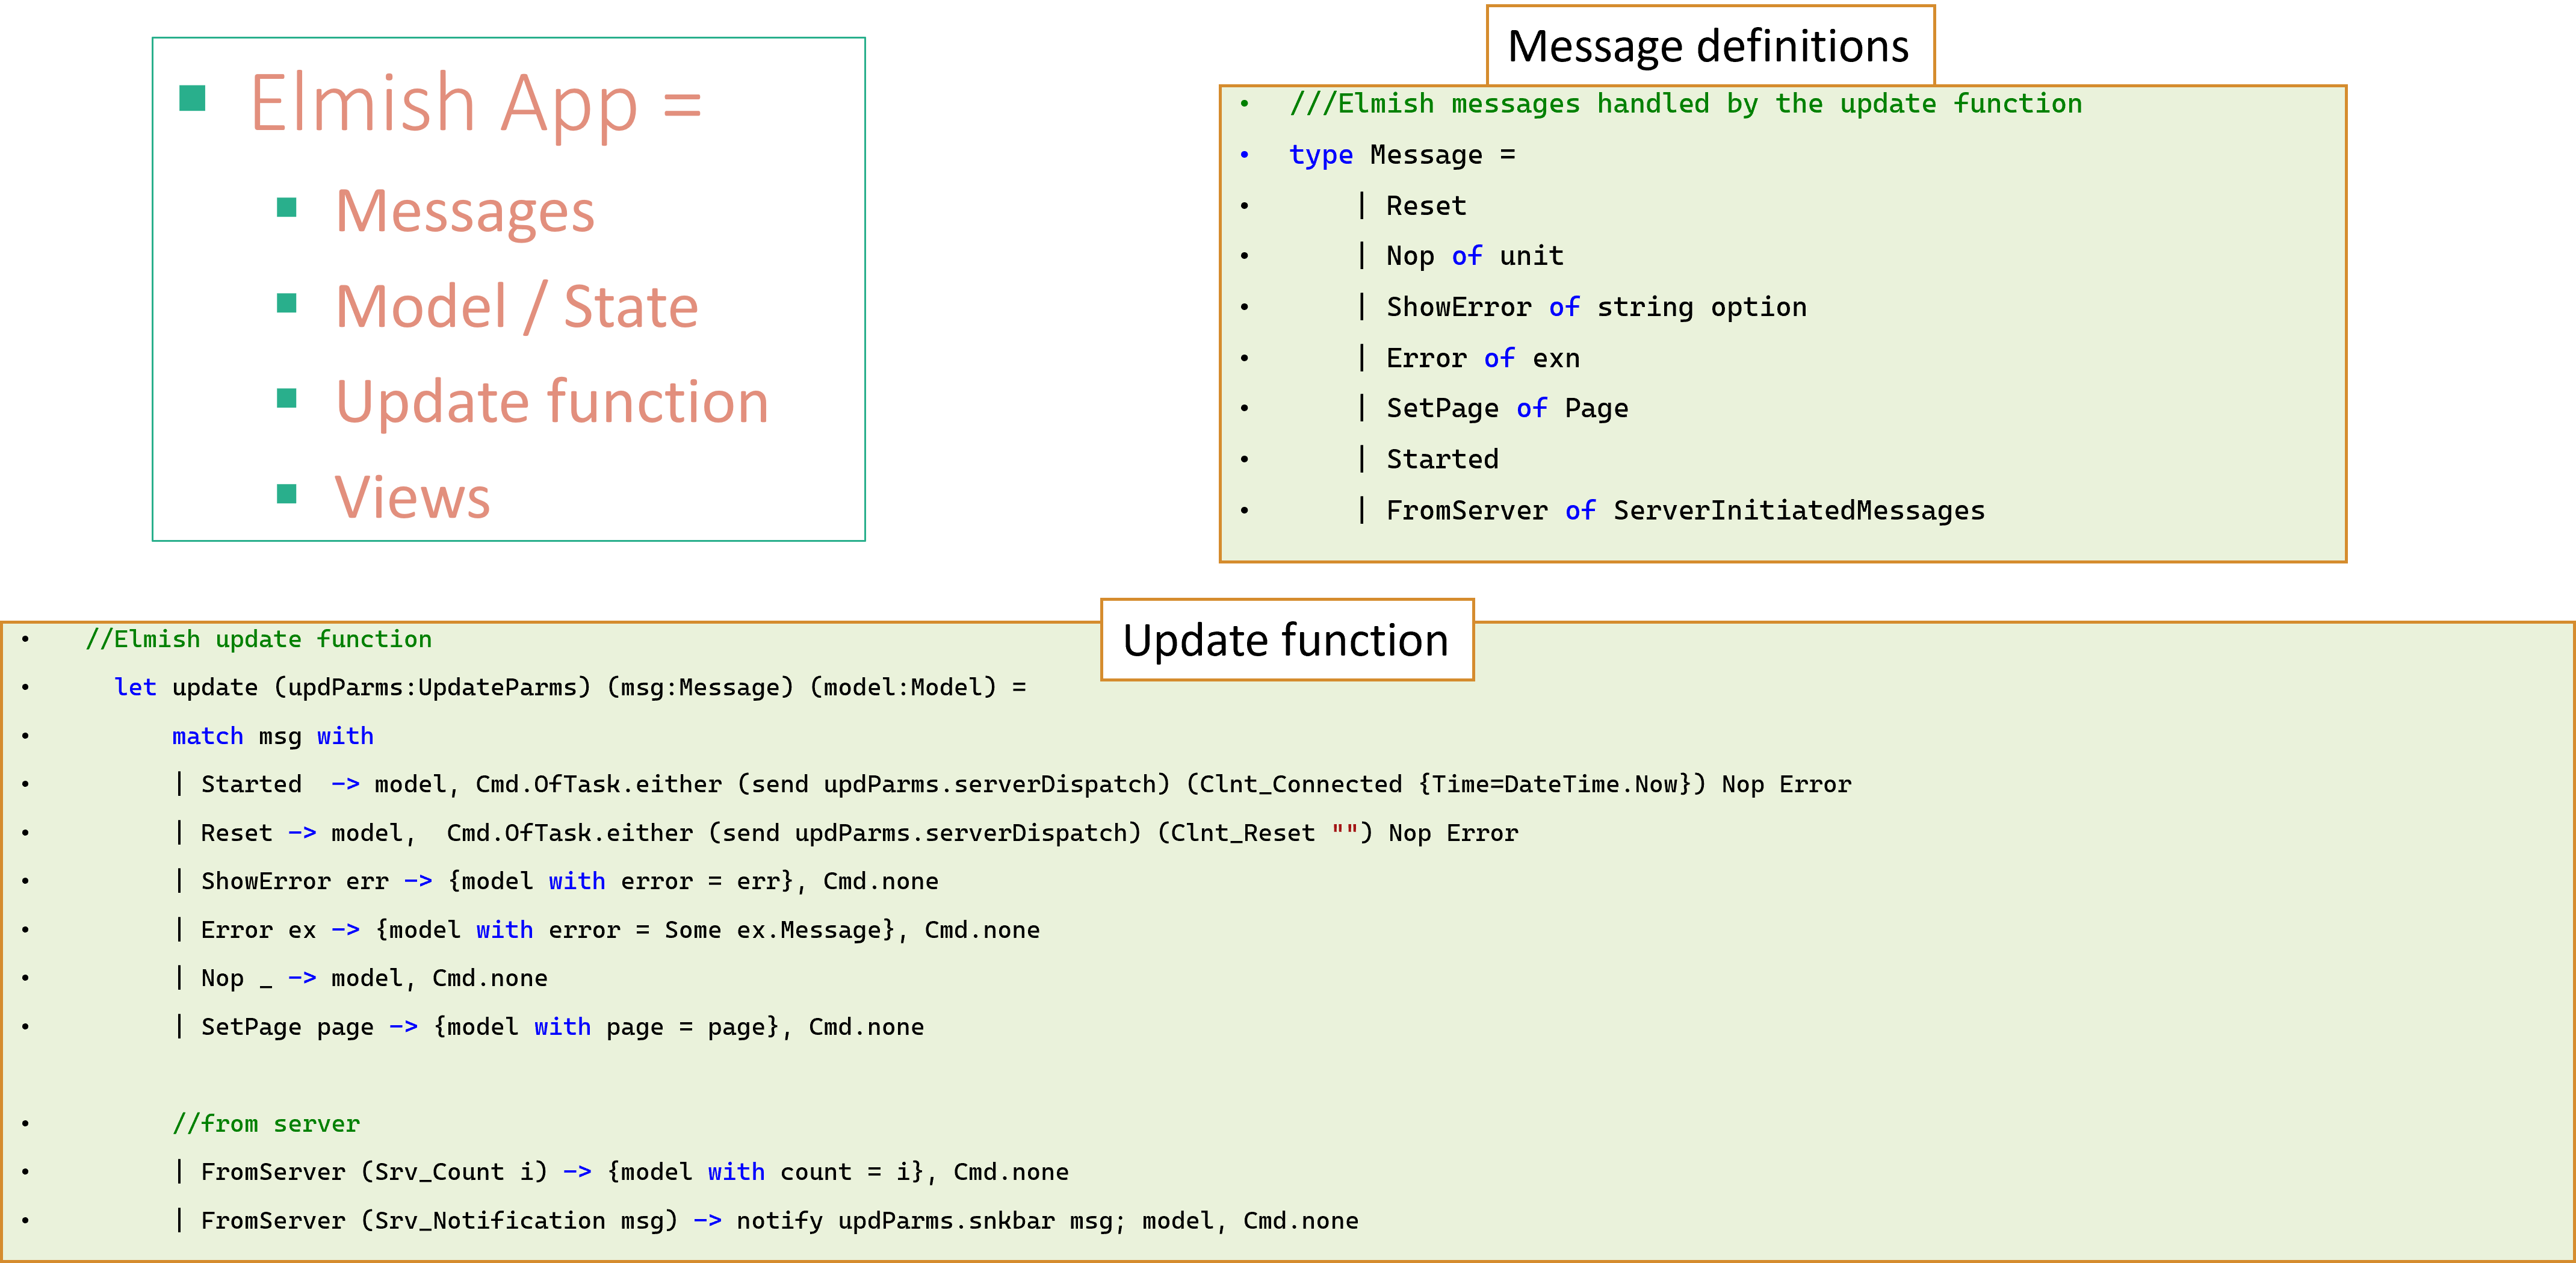 Elmish App =
Messages
Model / State
Update function
Views
Message definitions
///Elmish messages handled by the update function
type Message =
| Reset
| Nop of unit
| ShowError of string option
| Error of exn
| SetPage of Page
| Started
| FromServer of ServerInitiatedMessages
Update function
//Elmish update function
let update (updParms:UpdateParms) (msg:Message) (model:Model) =
match msg with
| Started  -> model, Cmd.OfTask.either (send updParms.serverDispatch) (Clnt_Connected {Time=DateTime.Now}) Nop Error
| Reset -> model,  Cmd.OfTask.either (send updParms.serverDispatch) (Clnt_Reset "") Nop Error
| ShowError err -> {model with error = err}, Cmd.none
| Error ex -> {model with error = Some ex.Message}, Cmd.none
| Nop _ -> model, Cmd.none
| SetPage page -> {model with page = page}, Cmd.none
//from server
| FromServer (Srv_Count i) -> {model with count = i}, Cmd.none
| FromServer (Srv_Notification msg) -> notify updParms.snkbar msg; model, Cmd.none